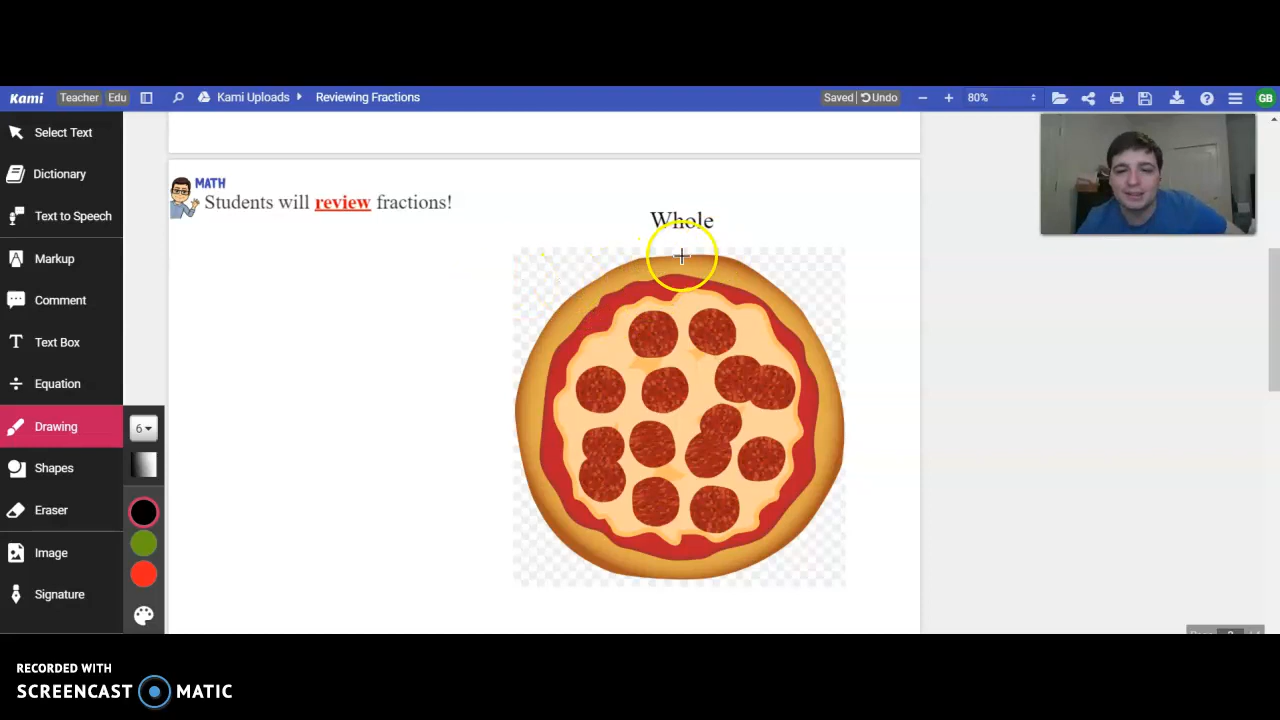 Kami Teacher Edu Kami Uploads Reviewing Fractions Saved Undo 80% GB
Select Text
Dictionary
Text to Speech
Markup
Comment
Text Box
Equation
Drawing
6
Shapes
Eraser
Image
Signature
MATH
Students will review fractions!
Whole
RECORDED WITH
SCREENCAST MATIC